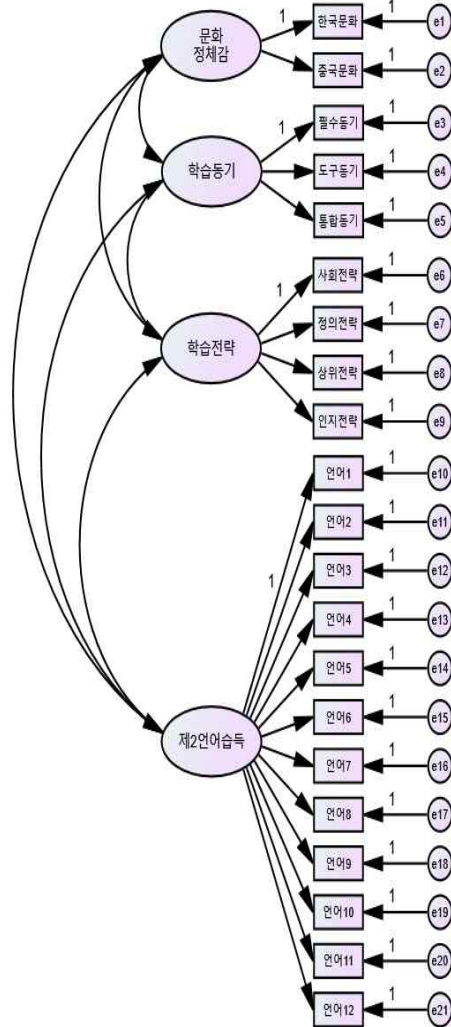 문화
정체감
1
한국문화
1
e1
중국문화
1
e2
학습동기
1
필수동기
1
e3
도구동기
1
e4
통합동기
1
e5
학습전략
1
사회전략
1
e6
정의전략
1
e7
상위전략
1
e8
인지전략
1
e9
제2언어습득
1
언어1
1
e10
언어2
1
e11
언어3
1
e12
언어4
1
e13
언어5
1
e14
언어6
1
e15
언어7
1
e16
언어8
1
e17
언어9
1
e18
언어10
1
e19
언어11
1
e20
언어12
1
e21